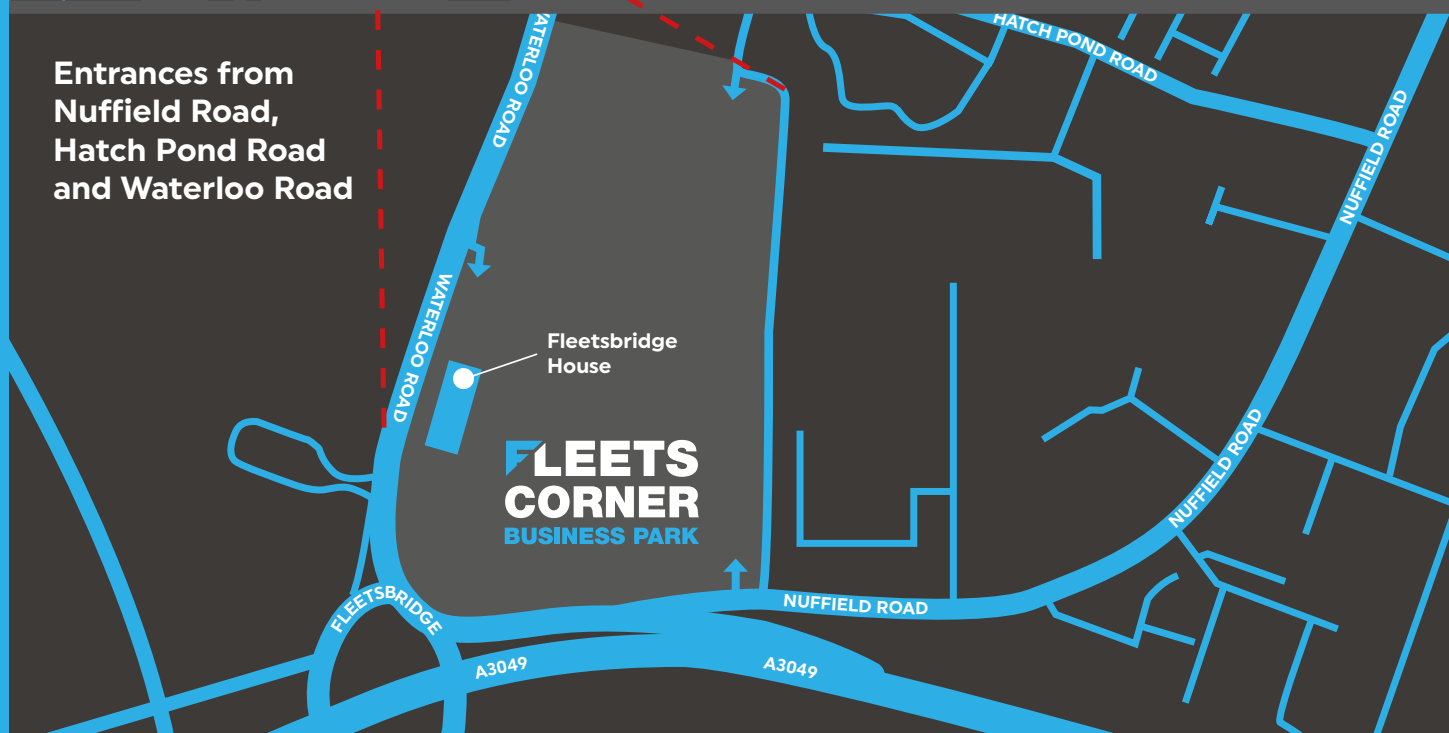 Entrances from
Nuffield Road,
Hatch Pond Road
and Waterloo Road
WATERLOO ROAD
HATCH POND ROAD
NUFFIELD ROAD
WATERLOO ROAD
Fleetsbridge
House
FLEETS
CORNER
BUSINESS PARK
NUFFIELD ROAD
FLEETSBRIDGE
NUFFIELD ROAD
A3049
A3049